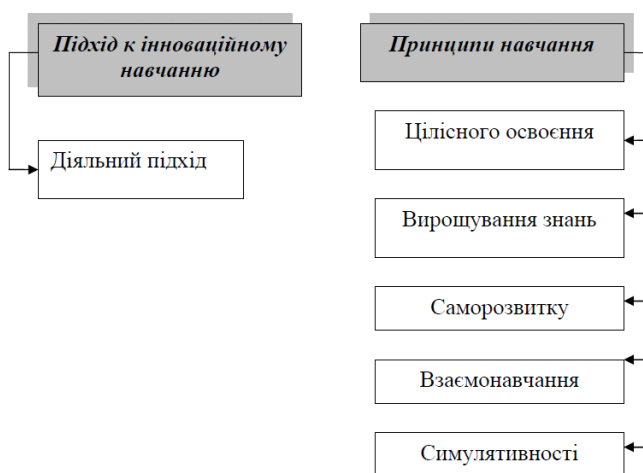 Підхід к інноваційному
навчанню
Діяльний підхід
Принципи навчання
Цілісного освоєння
Вирощування знань
Саморозвитку
Взаємонавчання
Симулятивності